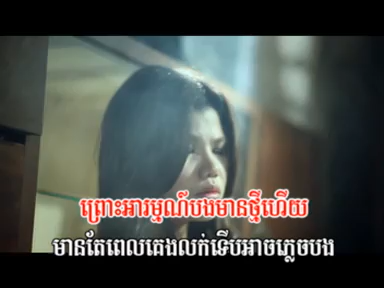 ព្រោះអារម្មណ៍បងមានថ្មីហើយ
មានតែពេលគេងលក់ទើបអាចភ្លេចបង